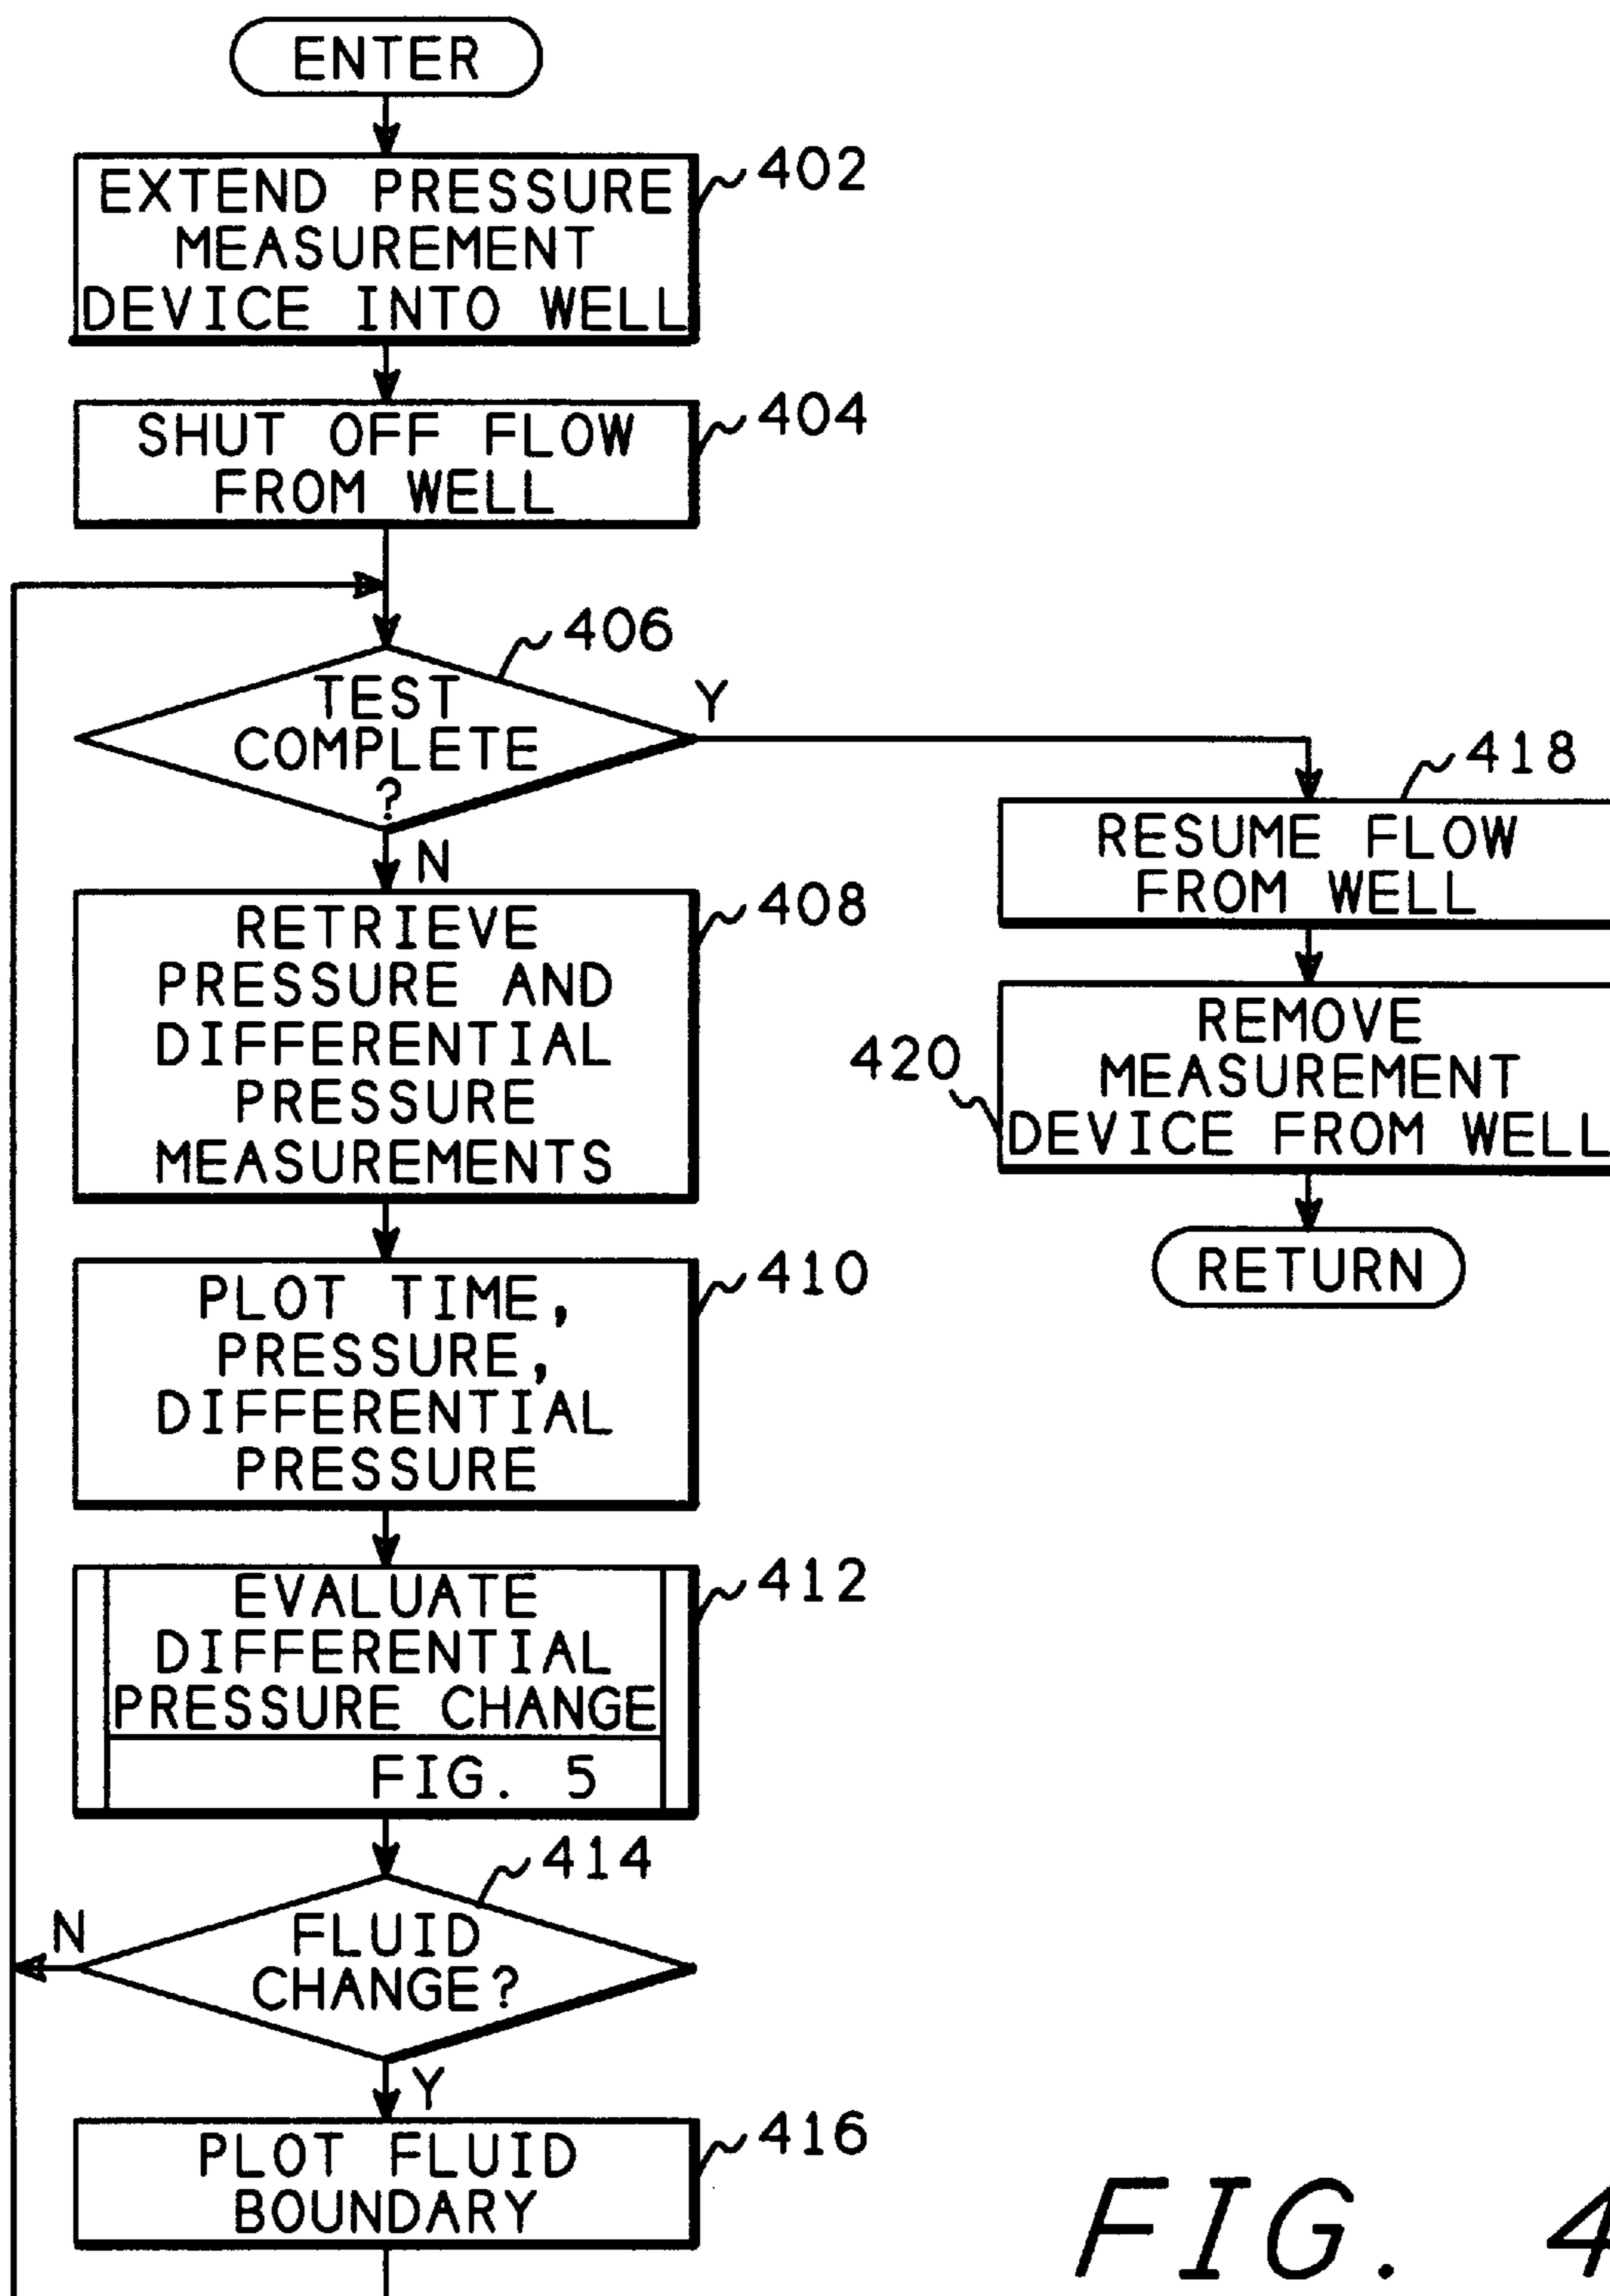 ENTER
EXTEND PRESSURE
MEASUREMENT
DEVICE INTO WELL
402
SHUT OFF FLOW
FROM WELL
404
406
TEST
COMPLETE
?
Y
N
RETRIEVE
PRESSURE AND
DIFFERENTIAL
PRESSURE
MEASUREMENTS
408
PLOT TIME,
PRESSURE,
DIFFERENTIAL
PRESSURE
410
EVALUATE
DIFFERENTIAL
PRESSURE CHANGE
FIG. 5
412
414
FLUID
CHANGE?
N
Y
PLOT FLUID
BOUNDARY
416
418
RESUME FLOW
FROM WELL
REMOVE
MEASUREMENT
DEVICE FROM WELL
420
RETURN
FIG. 4